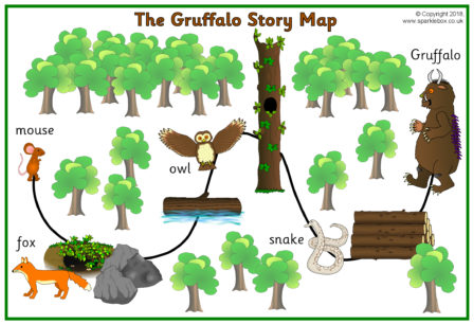 The Gruffalo Story Map
© Copyright 2018
www.sparklebox.co.uk
Gruffalo
mouse
owl
fox
snake